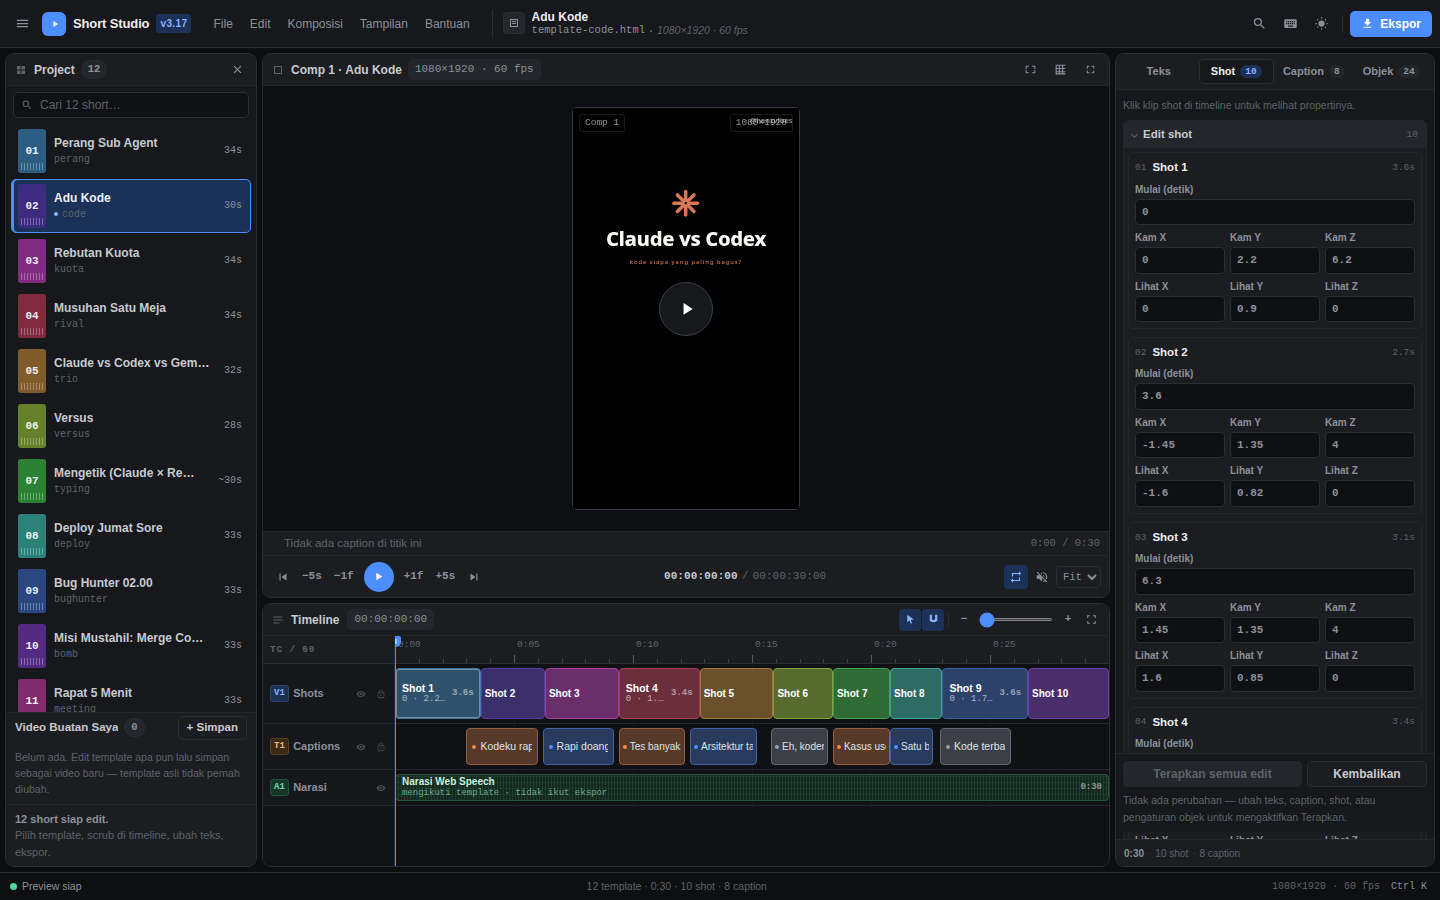 Short Studio v3.17 File Edit Komposisi Tampilan Bantuan
Adu Kode
template-code.html · 1080×1920 · 60 fps
Ekspor
Project 12
Cari 12 short…
01 Perang Sub Agent 34s
perang
02 Adu Kode 30s
code
03 Rebutan Kuota 34s
kuota
04 Musuhan Satu Meja 34s
rival
05 Claude vs Codex vs Gem… 32s
trio
06 Versus 28s
versus
07 Mengetik (Claude × Re… ~30s
typing
08 Deploy Jumat Sore 33s
deploy
09 Bug Hunter 02.00 33s
bughunter
10 Misi Mustahil: Merge Co… 33s
bomb
11 Rapat 5 Menit 33s
meeting
Video Buatan Saya 0 + Simpan
Belum ada. Edit template apa pun lalu simpan
sebagai video baru — template asli tidak pernah
diubah.
12 short siap edit.
Pilih template, scrub di timeline, ubah teks,
ekspor.
Comp 1 · Adu Kode 1080×1920 · 60 fps
Comp 1 1080×1920
Claude vs Codex
kode siapa yang paling bagus?
Tidak ada caption di titik ini 0:00 / 0:30
−5s −1f +1f +5s 00:00:00:00 / 00:00:30:00 Fit
Timeline 00:00:00:00 − +
TC / 60 0:00 0:05 0:10 0:15 0:20 0:25
V1 Shots
Shot 1 3.6s
0 · 2.2…
Shot 2
Shot 3
Shot 4 3.4s
0 · 1.…
Shot 5
Shot 6
Shot 7
Shot 8
Shot 9 3.6s
0 · 1.7…
Shot 10
T1 Captions
Kodeku rap Rapi doang Tes banyak Arsitektur ta Eh, koder Kasus us Satu b Kode terba
A1 Narasi
Narasi Web Speech
mengikuti template · tidak ikut ekspor 0:30
Teks Shot 10 Caption 8 Objek 24
Klik klip shot di timeline untuk melihat propertinya.
Edit shot 10
01 Shot 1 3.6s
Mulai (detik)
0
Kam X Kam Y Kam Z
0 2.2 6.2
Lihat X Lihat Y Lihat Z
0 0.9 0
02 Shot 2 2.7s
Mulai (detik)
3.6
Kam X Kam Y Kam Z
-1.45 1.35 4
Lihat X Lihat Y Lihat Z
-1.6 0.82 0
03 Shot 3 3.1s
Mulai (detik)
6.3
Kam X Kam Y Kam Z
1.45 1.35 4
Lihat X Lihat Y Lihat Z
1.6 0.85 0
04 Shot 4 3.4s
Mulai (detik)
Terapkan semua edit Kembalikan
Tidak ada perubahan — ubah teks, caption, shot, atau
pengaturan objek untuk mengaktifkan Terapkan.
0:30 · 10 shot · 8 caption
Preview siap
12 template · 0:30 · 10 shot · 8 caption
1080×1920 · 60 fps Ctrl K